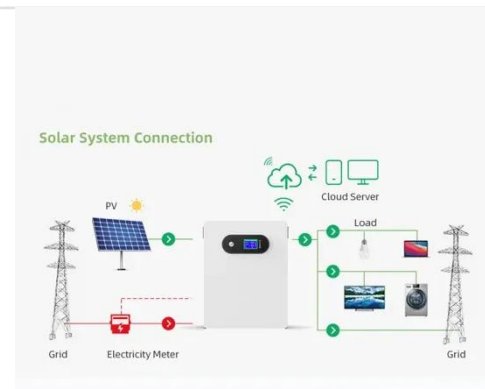 Solar System Connection
Cloud Server
PV
Load
Grid
Electricity Meter
Grid